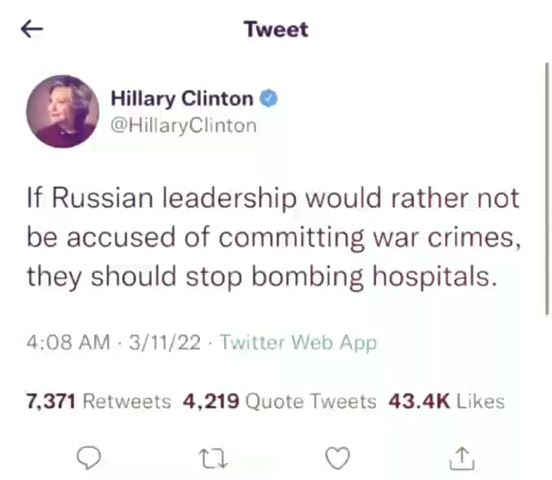 Tweet
Hillary Clinton
@HillaryClinton
If Russian leadership would rather not
be accused of committing war crimes,
they should stop bombing hospitals.
4:08 AM · 3/11/22 · Twitter Web App
7,371 Retweets 4,219 Quote Tweets 43.4K Likes